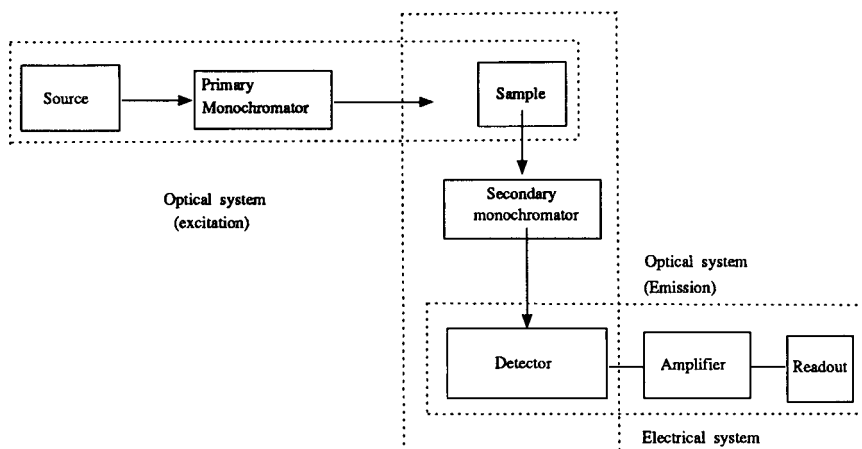 Source
Primary
Monochromator
Sample
Optical system
(excitation)
Secondary
monochromator
Optical system
(Emission)
Detector
Amplifier
Readout
Electrical system